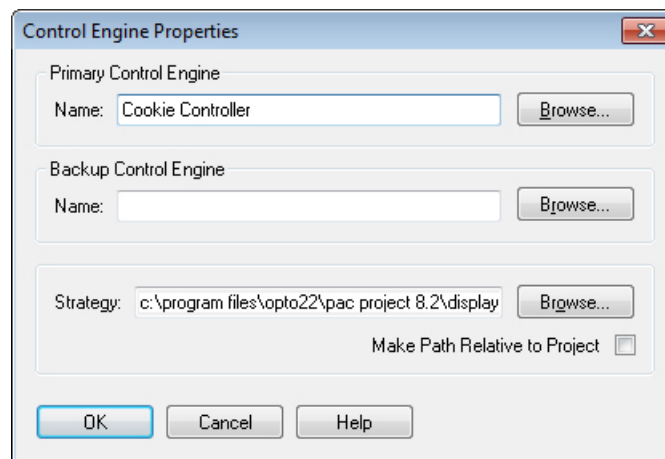 Control Engine Properties
Primary Control Engine
Name: Cookie Controller Browse...
Backup Control Engine
Name: Browse...
Strategy: c:\program files\opto22\pac project 8.2\display Browse...
Make Path Relative to Project
OK Cancel Help